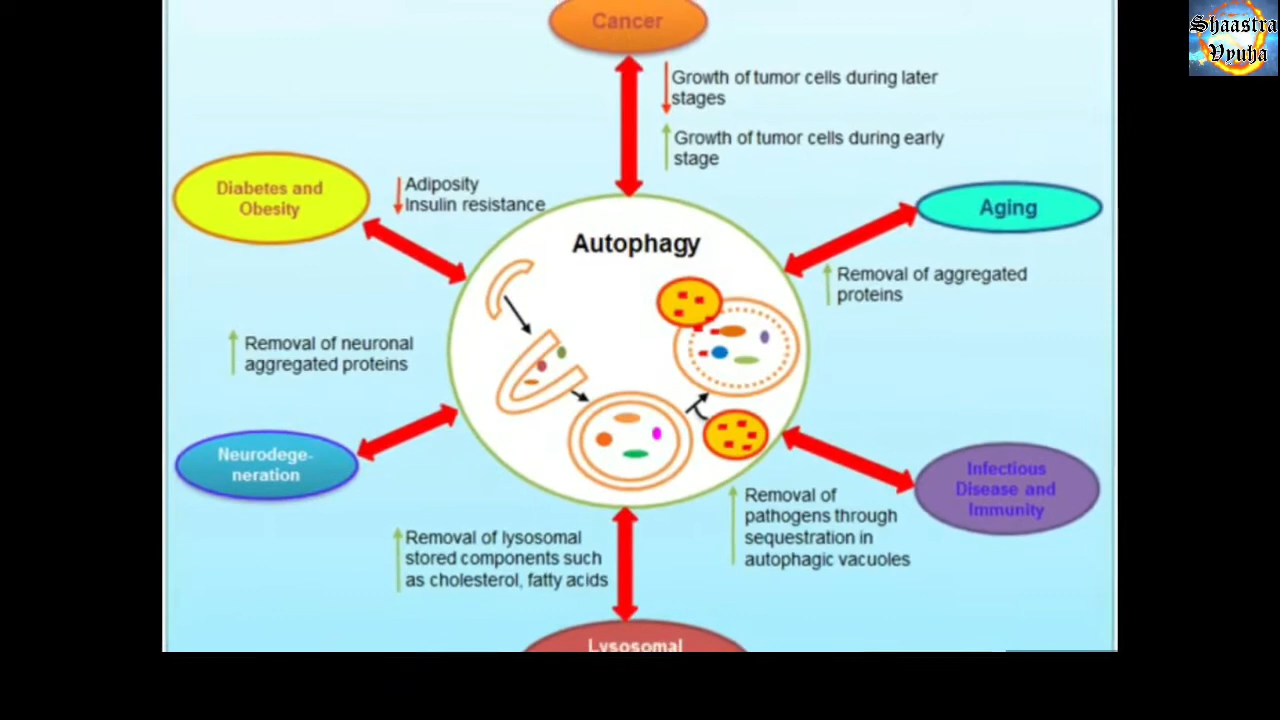 Shaastra
Vyuha
Cancer
Growth of tumor cells during later
stages
Growth of tumor cells during early
stage
Diabetes and
Obesity
Adiposity
Insulin resistance
Aging
Autophagy
Removal of aggregated
proteins
Removal of neuronal
aggregated proteins
Neurodege-
neration
Infectious
Disease and
Immunity
Removal of
pathogens through
sequestration in
autophagic vacuoles
Removal of lysosomal
stored components such
as cholesterol, fatty acids
Lysosomal